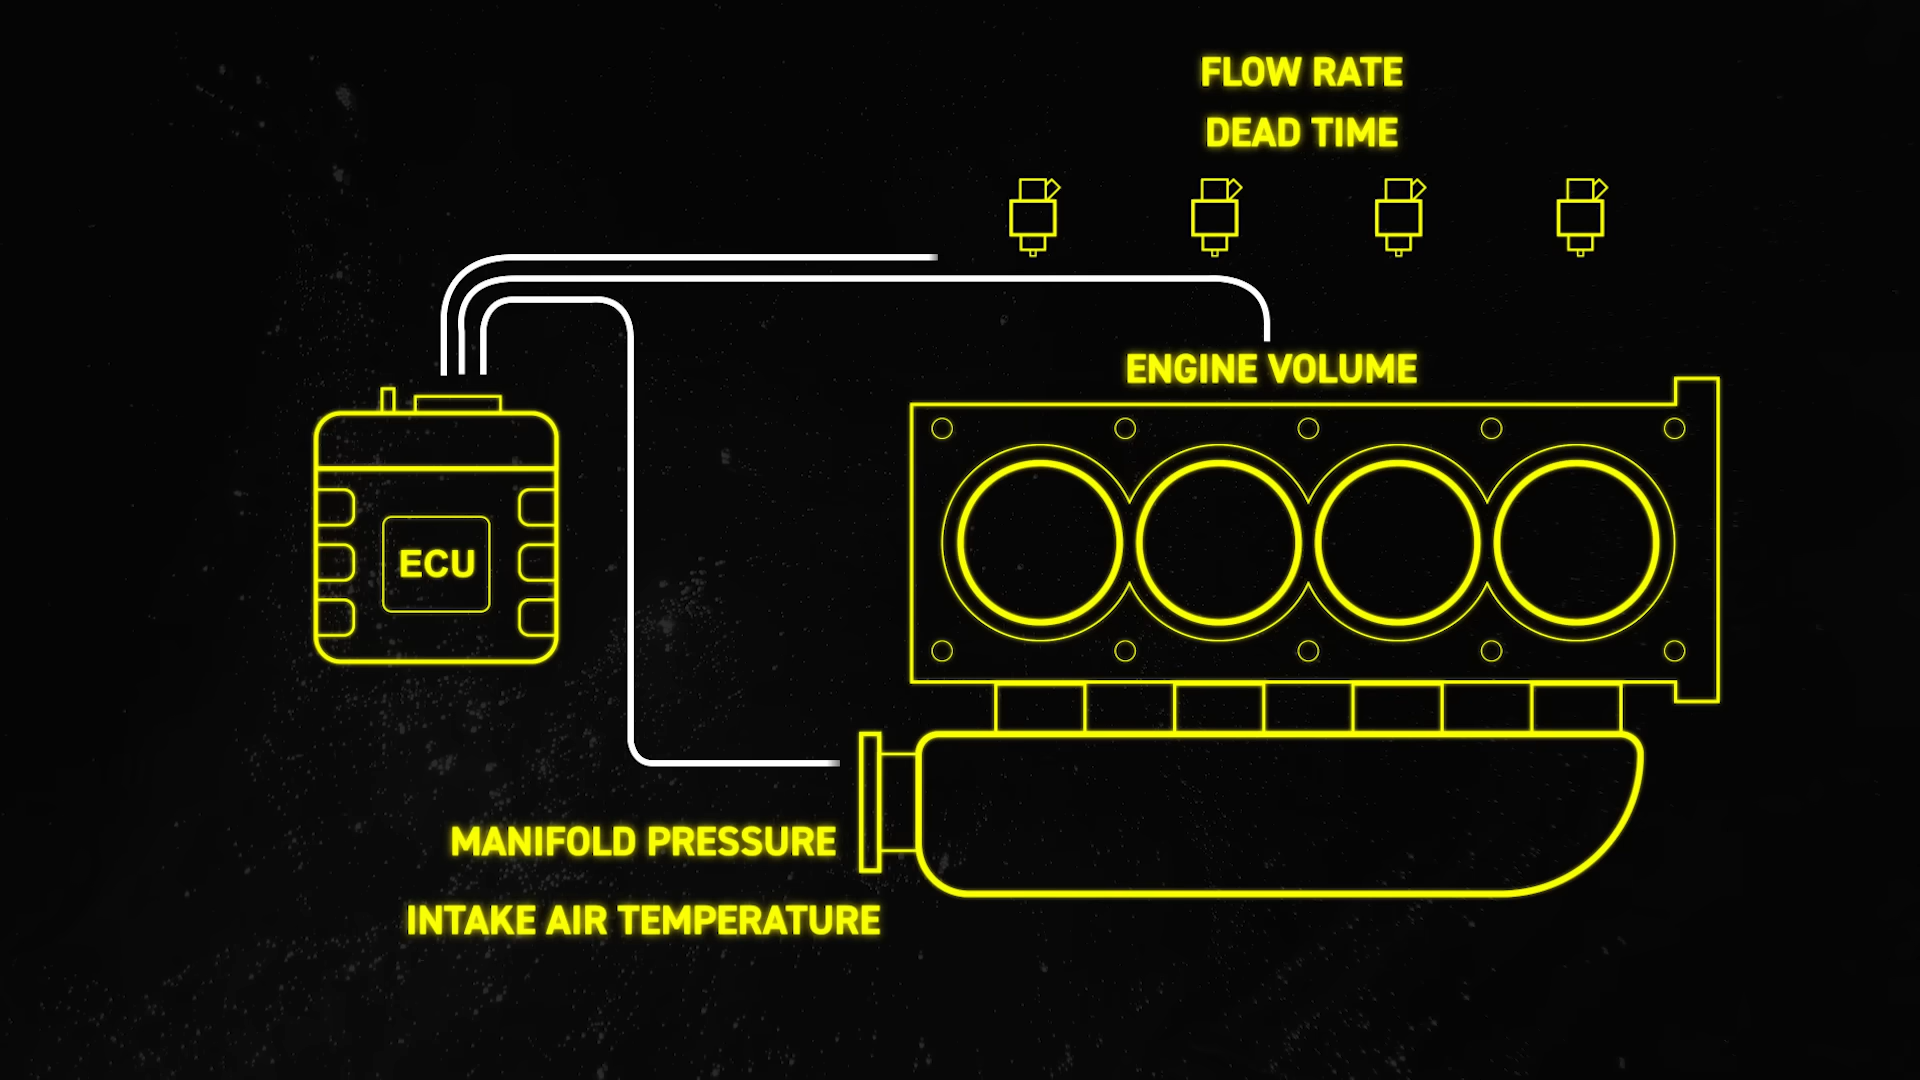 FLOW RATE
DEAD TIME
ENGINE VOLUME
ECU
MANIFOLD PRESSURE
INTAKE AIR TEMPERATURE